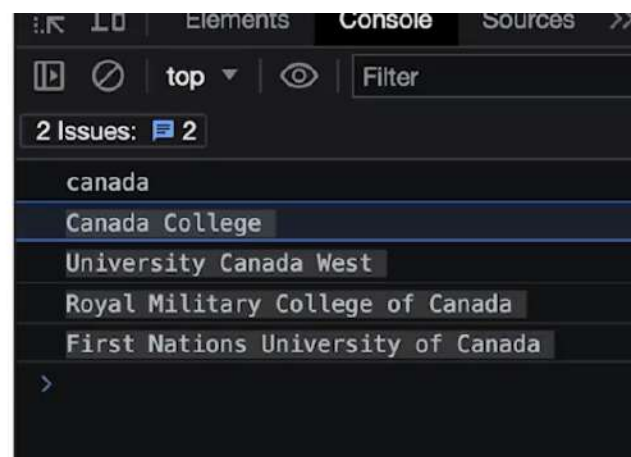 Elements Console Sources
top Filter
2 Issues: 2
canada
Canada College
University Canada West
Royal Military College of Canada
First Nations University of Canada